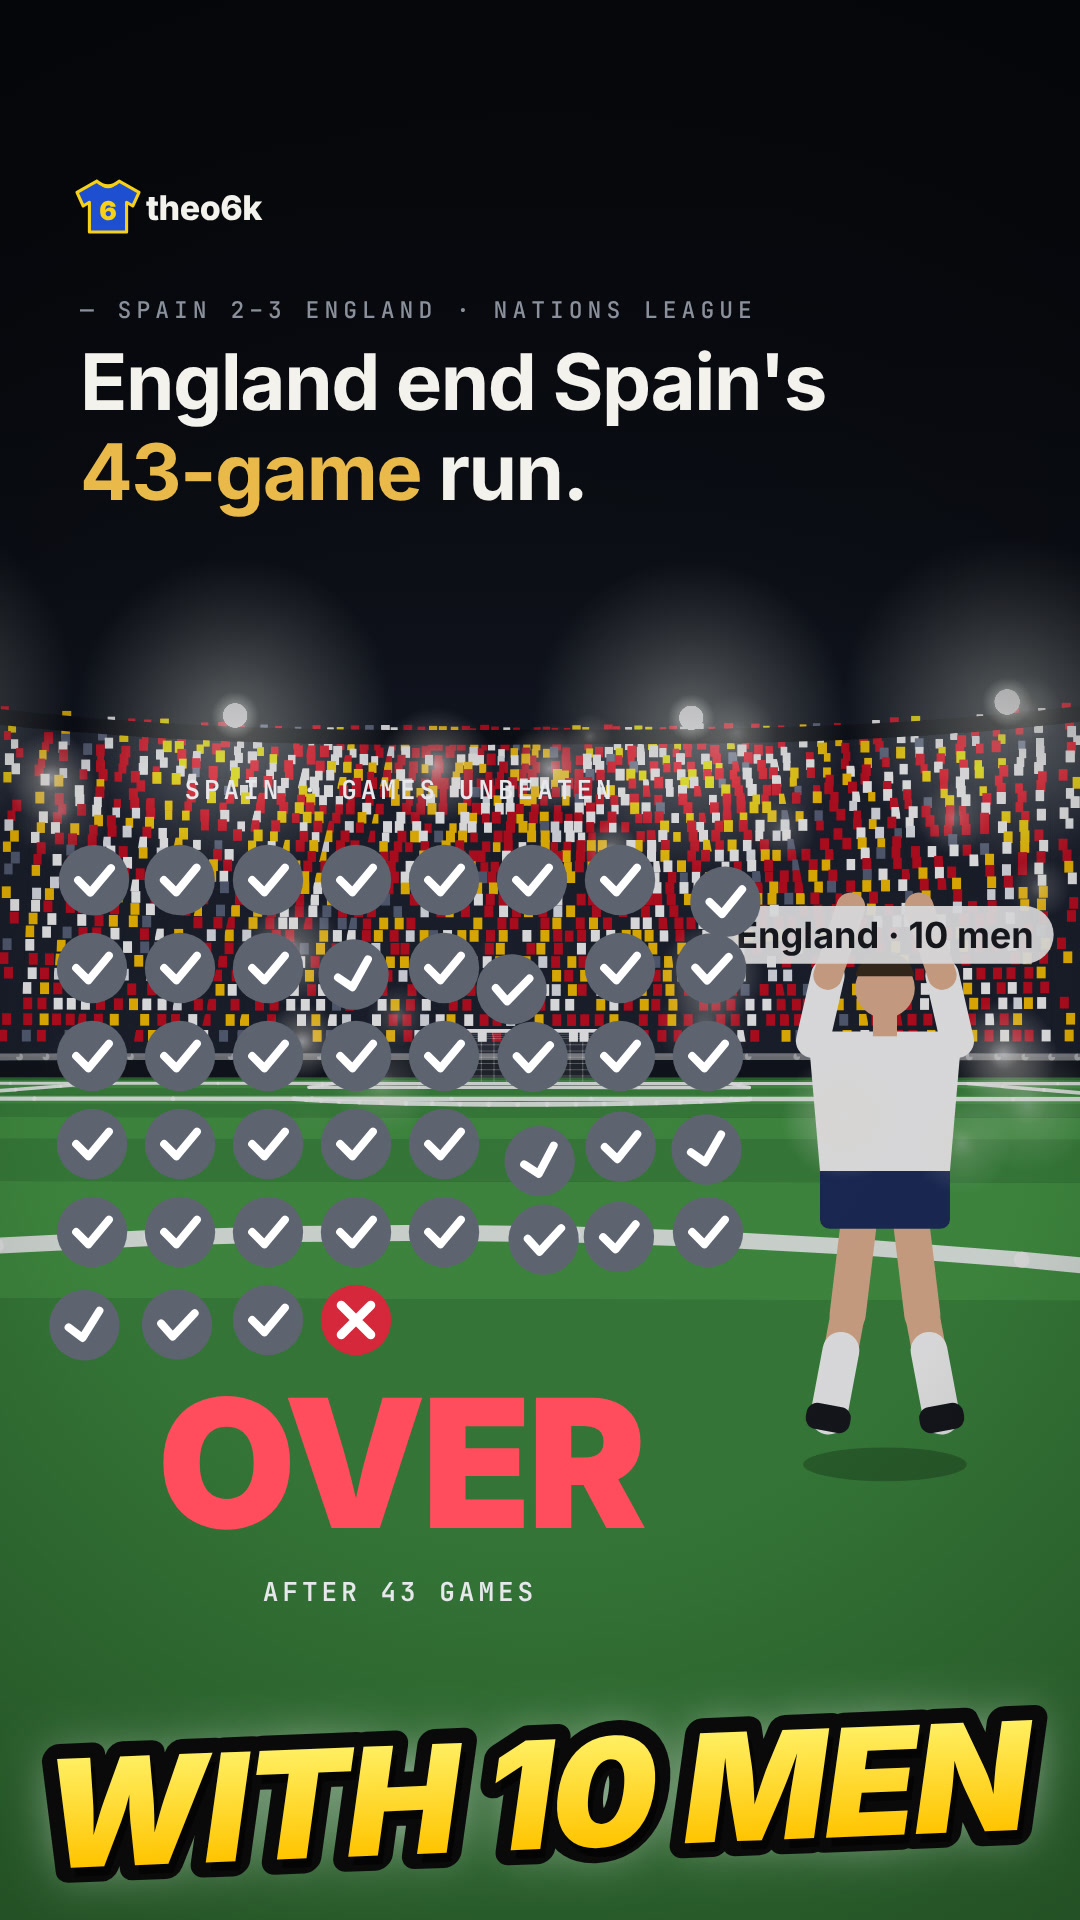 6 theo6k
— SPAIN 2–3 ENGLAND · NATIONS LEAGUE
England end Spain's
43-game run.
SPAIN · GAMES UNBEATEN
England · 10 men
OVER
AFTER 43 GAMES
WITH 10 MEN